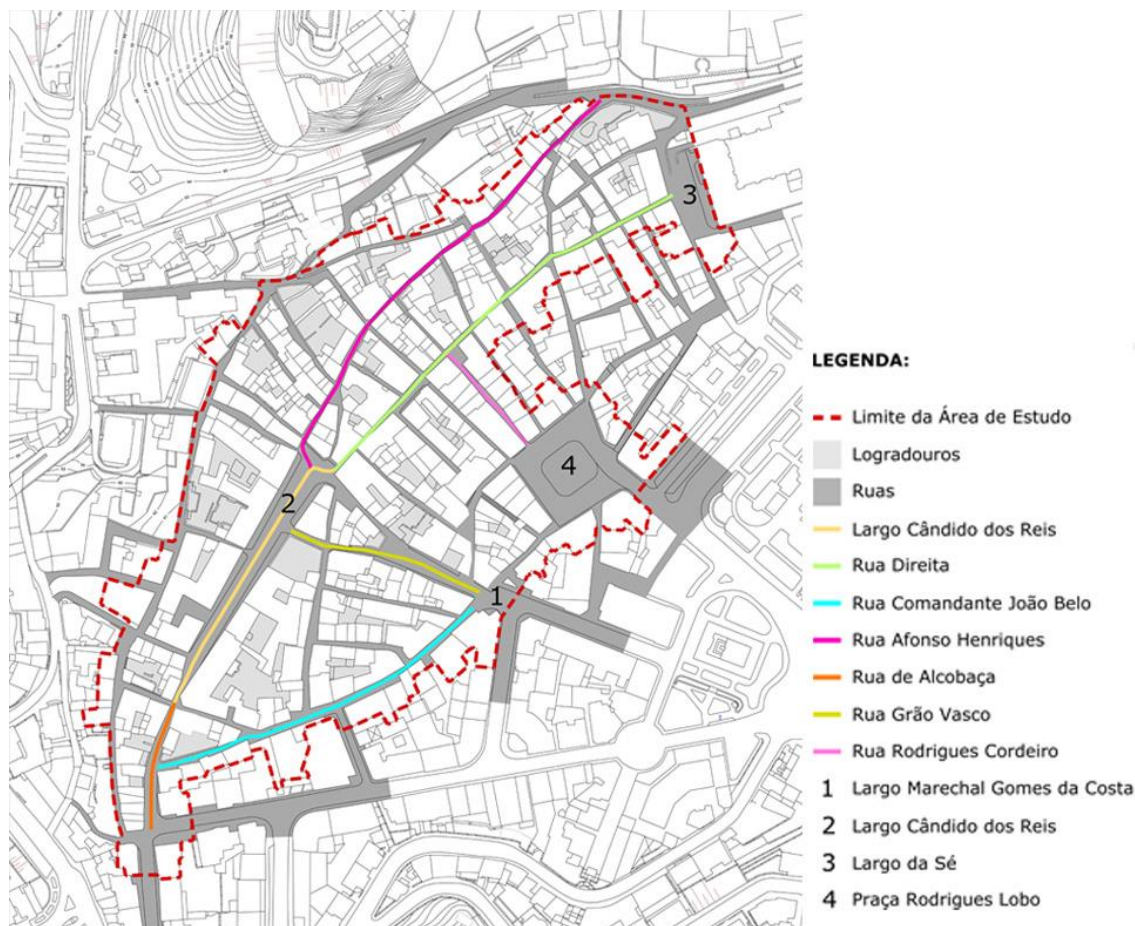 3
4
2
1
LEGENDA:
Limite da Área de Estudo
Logradouros
Ruas
Largo Cândido dos Reis
Rua Direita
Rua Comandante João Belo
Rua Afonso Henriques
Rua de Alcobaça
Rua Grão Vasco
Rua Rodrigues Cordeiro
1 Largo Marechal Gomes da Costa
2 Largo Cândido dos Reis
3 Largo da Sé
4 Praça Rodrigues Lobo